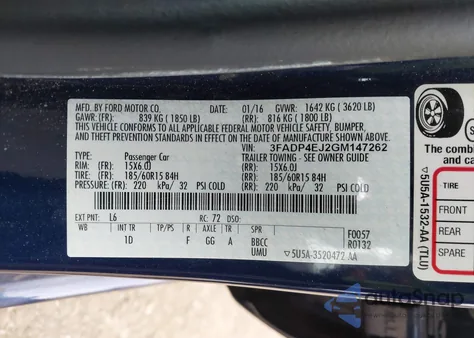 MFD. BY FORD MOTOR CO. 01/16 GVWR: 1642 KG ( 3620 LB)
GAWR: (FR): 839 KG ( 1850 LB) (RR): 816 KG ( 1800 LB)
THIS VEHICLE CONFORMS TO ALL APPLICABLE FEDERAL MOTOR VEHICLE
SAFETY, BUMPER, AND THEFT PREVENTION STANDARDS IN EFFECT ON THE DATE OF
MANUFACTURE SHOWN ABOVE.
VIN: 3FADP4EJ2GM147262
TYPE: Passenger Car TRAILER TOWING - SEE OWNER GUIDE
RIM: (FR): 15X6.0J (RR): 15X6.0J
TIRE: (FR): 185/60R15 84H (RR): 185/60R15 84H
PRESSURE: (FR): 220 kPa/ 32 PSI COLD (RR): 220 kPa/ 32 PSI COLD
EXT PNT: L6 RC: 72 DSO:
WB INT TR TP/PS R AXLE TR SPR F0057
1D F GG A BBCC R0132
UMU ▽5U5A-3520472 AA
The combin
TIRE
FRONT
REAR
SPARE
▽5U5A-1532-AA (TLU)
autoSnap